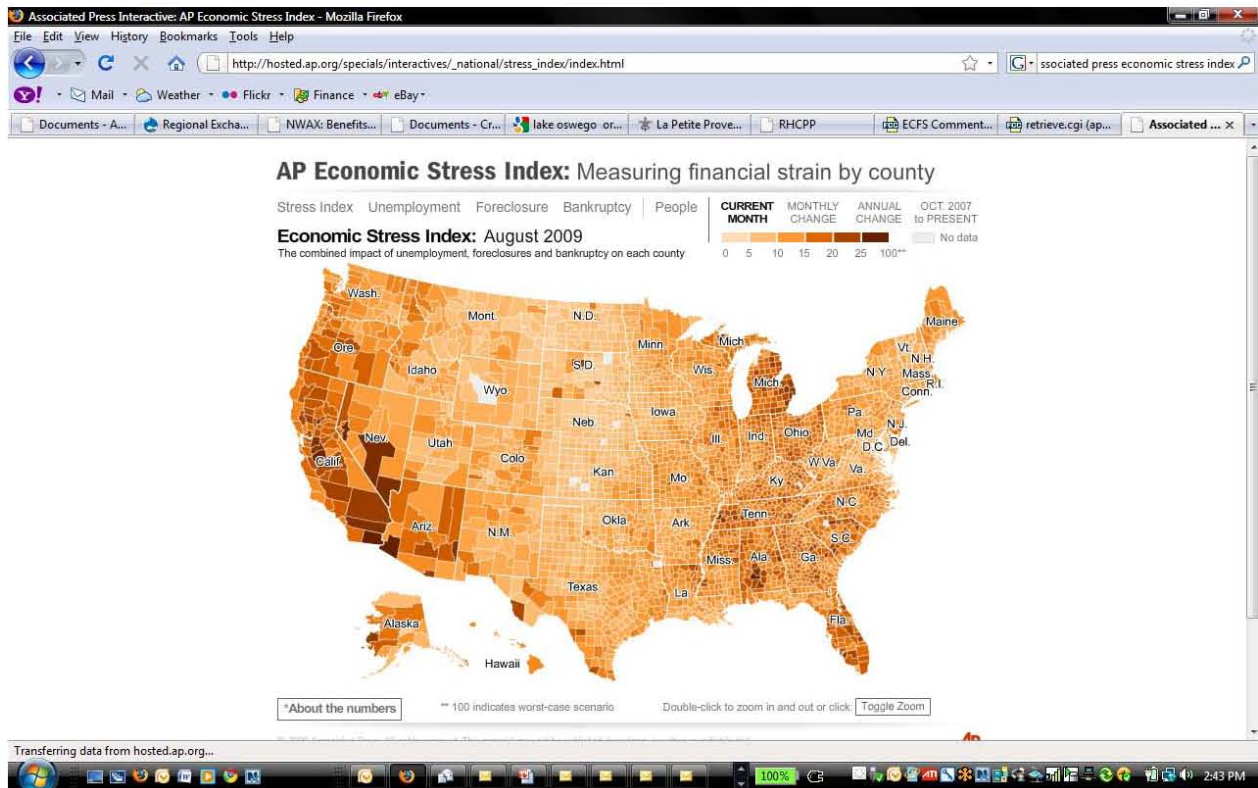 Associated Press Interactive: AP Economic Stress Index - Mozilla Firefox
File Edit View History Bookmarks Tools Help
http://hosted.ap.org/specials/interactives/_national/stress_index/index.html
ssociated press economic stress index
Mail Weather Flickr Finance eBay
Documents - A... Regional Excha... NWAX: Benefits... Documents - Cr... lake oswego or... La Petite Prove... RHCPP ECFS Comment... retrieve.cgi (ap... Associated ...
AP Economic Stress Index: Measuring financial strain by county
Stress Index Unemployment Foreclosure Bankruptcy People
CURRENT MONTH MONTHLY CHANGE ANNUAL CHANGE OCT. 2007 to PRESENT
Economic Stress Index: August 2009
No data
The combined impact of unemployment, foreclosures and bankruptcy on each county
0 5 10 15 20 25 100**
Wash.
Mont.
N.D.
Minn
Mich
Maine
Ore.
Idaho
S.D.
Wis.
Mich.
Vt.
N.H.
N.Y
Mass.
R.I.
Conn.
Wyo
Neb.
Iowa
Ill
Ind.
Ohio
Pa.
N.J.
Md
Del.
D.C.
Nev.
Utah
Colo
Kan
Mo.
Ky.
W.Va
Va.
Calif
Ariz.
N.M.
Okla
Ark
Tenn.
N.C.
S.C.
Texas
La
Miss.
Ala.
Ga.
Fla.
Alaska
Hawaii
*About the numbers
** 100 indicates worst-case scenario
Double-click to zoom in and out or click:
Toggle Zoom
AP
Transferring data from hosted.ap.org...
100%
2:43 PM